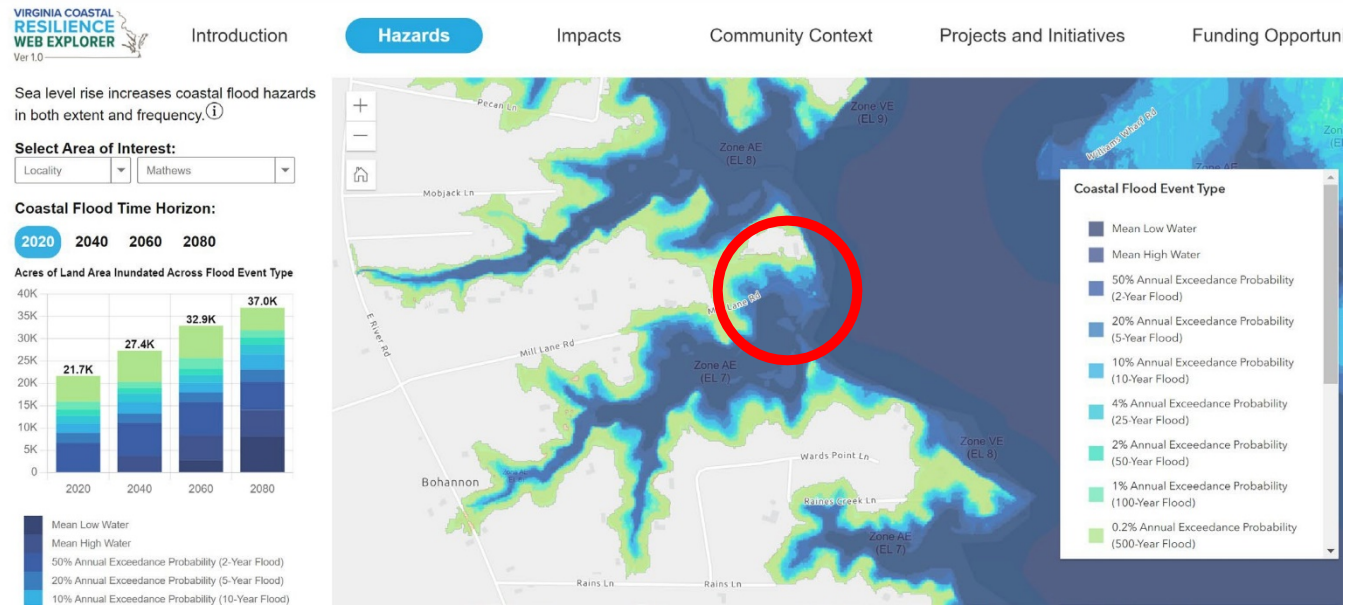 VIRGINIA COASTAL
RESILIENCE
WEB EXPLORER
Ver 1.0
Introduction
Hazards
Impacts
Community Context
Projects and Initiatives
Funding Opportun
Sea level rise increases coastal flood hazards
in both extent and frequency.
Select Area of Interest:
Locality
Mathews
Coastal Flood Time Horizon:
2020 2040 2060 2080
Acres of Land Area Inundated Across Flood Event Type
40K
35K
30K
25K
20K
15K
10K
5K
0
21.7K
27.4K
32.9K
37.0K
2020 2040 2060 2080
Mean Low Water
Mean High Water
50% Annual Exceedance Probability (2-Year Flood)
20% Annual Exceedance Probability (5-Year Flood)
10% Annual Exceedance Probability (10-Year Flood)
Pecan Ln
Zone VE
(EL 9)
Zone AE
(EL 8)
Williams Wharf Rd
Zone AE
Mobjack Ln
E River Rd
Mill Lane Rd
Mill Lane Rd
Zone AE
(EL 7)
Zone VE
(EL 8)
Wards Point Ln
Bohannon
Raines Creek Ln
Zone AE
(EL 7)
Rains Ln
Rains Ln
Coastal Flood Event Type
Mean Low Water
Mean High Water
50% Annual Exceedance Probability
(2-Year Flood)
20% Annual Exceedance Probability
(5-Year Flood)
10% Annual Exceedance Probability
(10-Year Flood)
4% Annual Exceedance Probability
(25-Year Flood)
2% Annual Exceedance Probability
(50-Year Flood)
1% Annual Exceedance Probability
(100-Year Flood)
0.2% Annual Exceedance Probability
(500-Year Flood)